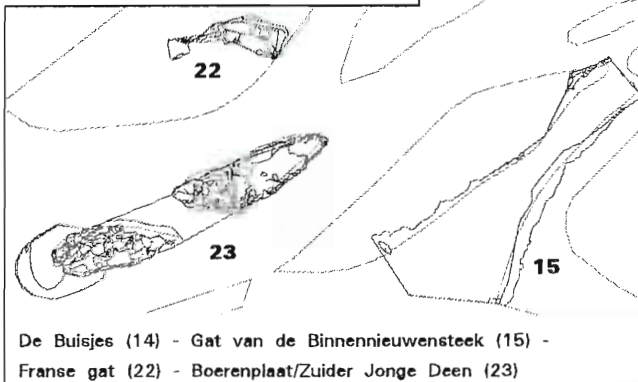 22
23
15
De Buisjes (14) - Gat van de Binnennieuwensteek (15) -
Franse gat (22) - Boerenplaat/Zuider Jonge Deen (23)